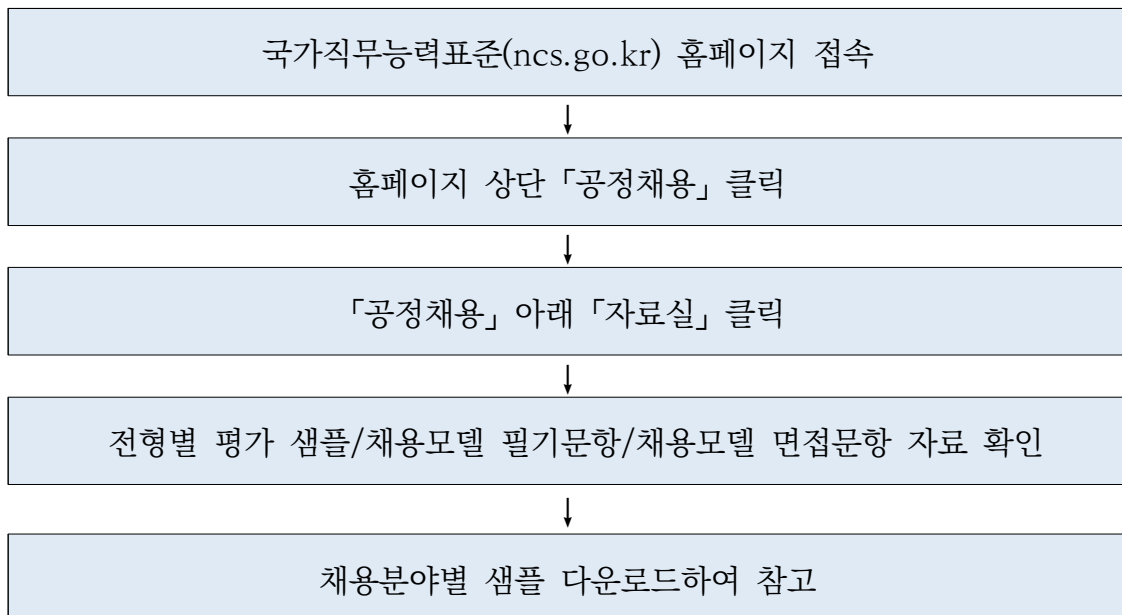 국가직무능력표준(ncs.go.kr) 홈페이지 접속
↓
홈페이지 상단「공정채용」클릭
↓
「공정채용」아래「자료실」클릭
↓
전형별 평가 샘플/채용모델 필기문항/채용모델 면접문항 자료 확인
↓
채용분야별 샘플 다운로드하여 참고